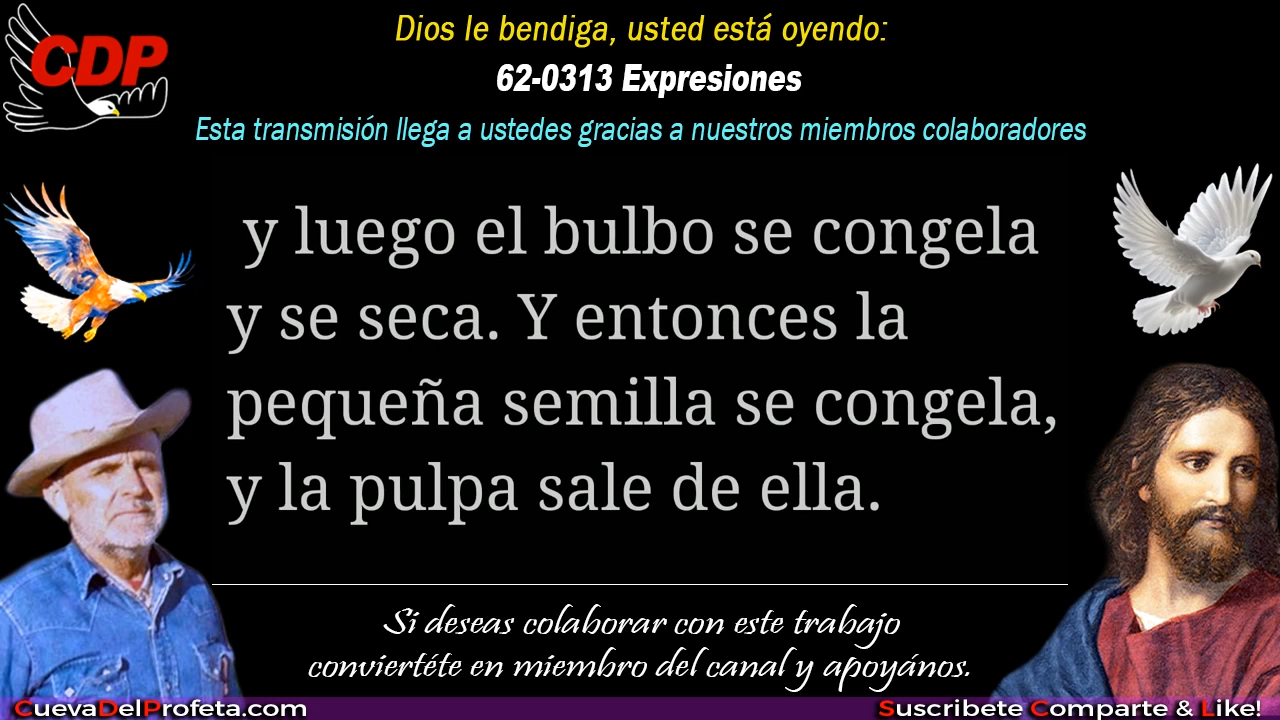 CDP
Dios le bendiga, usted está oyendo:
62-0313 Expresiones
Esta transmisión llega a ustedes gracias a nuestros miembros colaboradores
y luego el bulbo se congela
y se seca. Y entonces la
pequeña semilla se congela,
y la pulpa sale de ella.
Si deseas colaborar con este trabajo
conviertéte en miembro del canal y apoyános.
CuevaDelProfeta.com
Suscribete Comparte & Like!